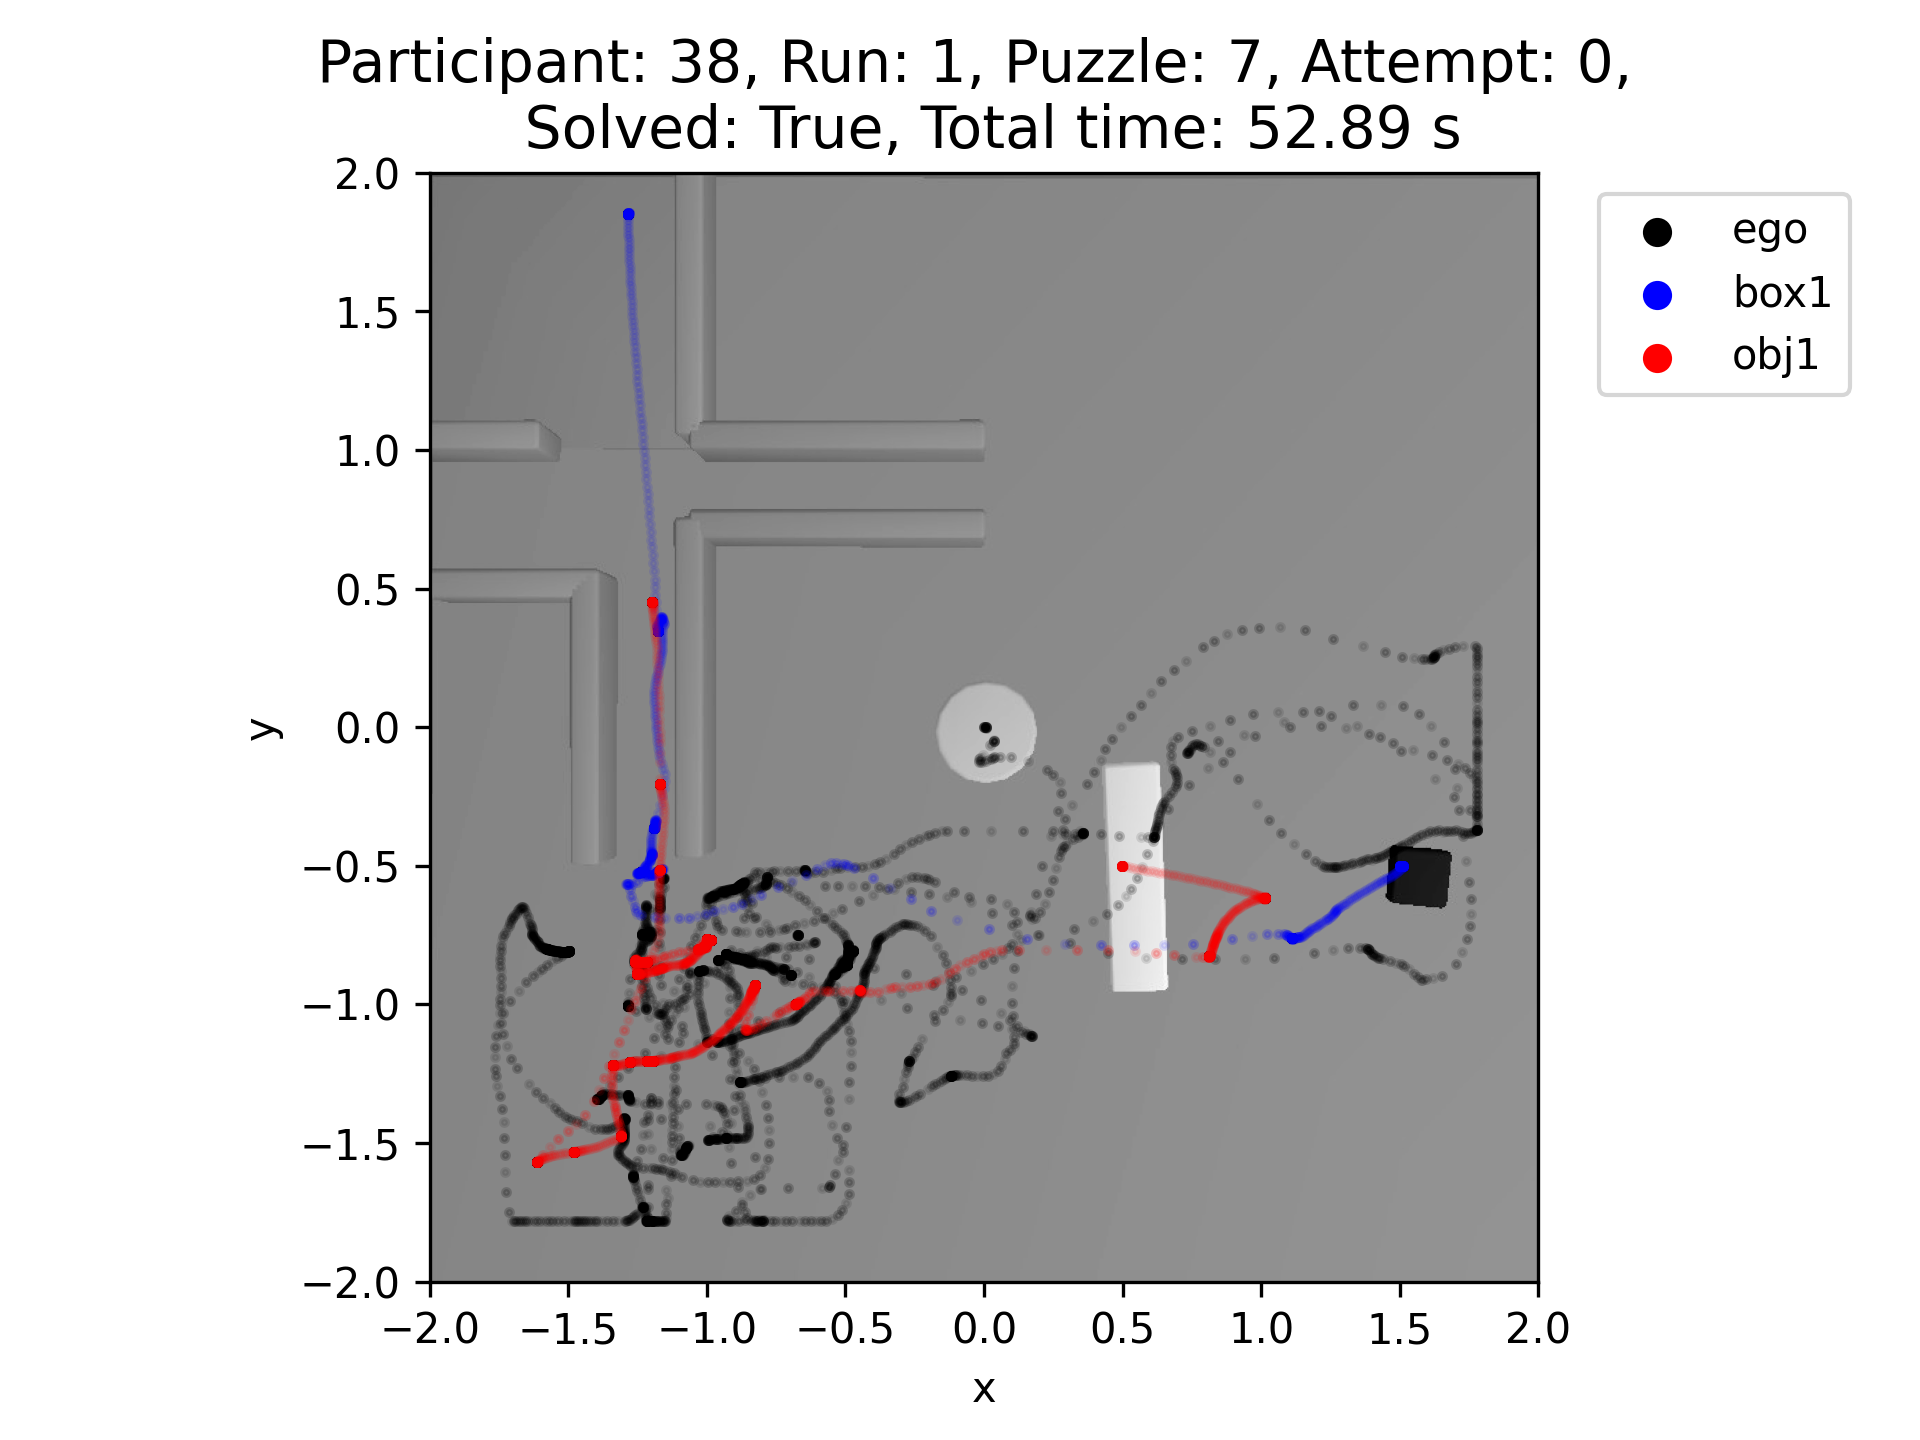 Participant: 38, Run: 1, Puzzle: 7, Attempt: 0,
Solved: True, Total time: 52.89 s
ego
box1
obj1
2.0
1.5
1.0
0.5
0.0
−0.5
−1.0
−1.5
−2.0
y
−2.0 −1.5 −1.0 −0.5 0.0 0.5 1.0 1.5 2.0
x